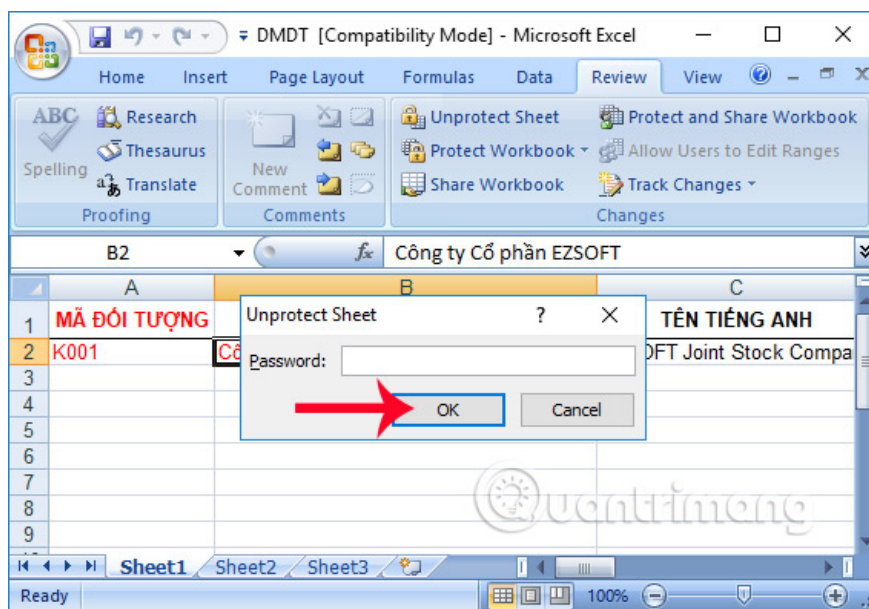 DMDT [Compatibility Mode] - Microsoft Excel
Home Insert Page Layout Formulas Data Review View
ABC Research Unprotect Sheet Protect and Share Workbook
Thesaurus Protect Workbook Allow Users to Edit Ranges
Spelling New
Translate Comment Share Workbook Track Changes
Proofing Comments Changes
B2 fx Công ty Cổ phần EZSOFT
A B C
1 MÃ ĐỐI TƯỢNG Unprotect Sheet ? TÊN TIẾNG ANH
2 K001 Cô Password: OFT Joint Stock Compa
3
4 OK Cancel
5
6
7
8 Quantrimang
9
Sheet1 Sheet2 Sheet3
Ready 100%